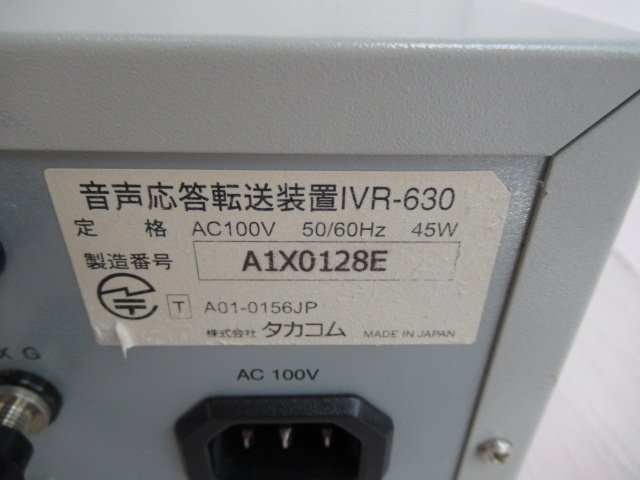 音声応答転送装置IVR-630
定 格 AC100V 50/60Hz 45W
製造番号 A1X0128E
T A01-0156JP
株式会社 タカコム MADE IN JAPAN
G
AC 100V